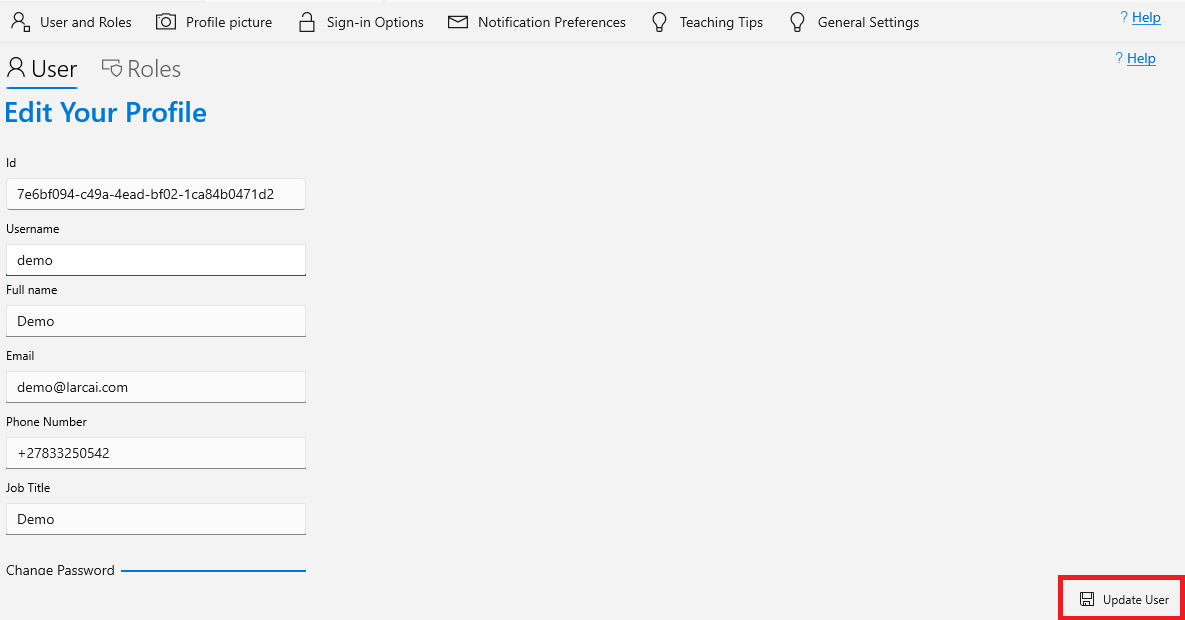 User and Roles Profile picture Sign-in Options Notification Preferences Teaching Tips General Settings ? Help
User Roles ? Help
Edit Your Profile
Id
7e6bf094-c49a-4ead-bf02-1ca84b0471d2
Username
demo
Full name
Demo
Email
demo@larcai.com
Phone Number
+27833250542
Job Title
Demo
Change Password
Update User